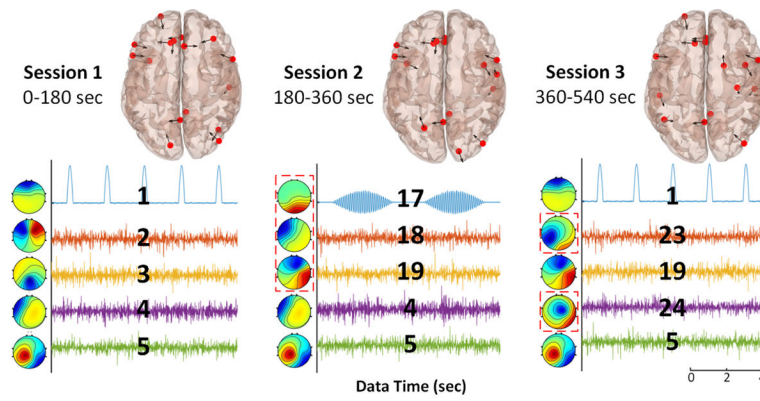 Session 1
0-180 sec
Session 2
180-360 sec
Session 3
360-540 sec
1
2
3
4
5
17
18
19
4
5
1
23
19
24
5
0 2 4
Data Time (sec)